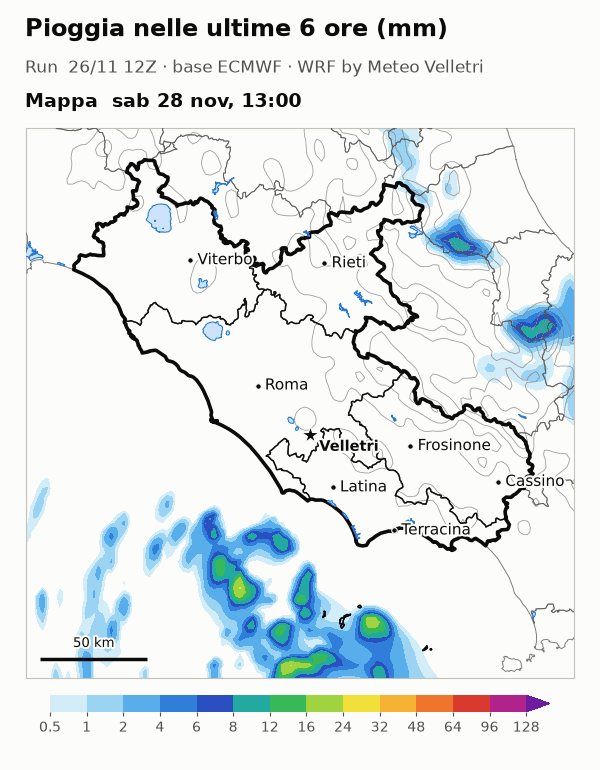 Pioggia nelle ultime 6 ore (mm)
Run  26/11 12Z · base ECMWF · WRF by Meteo Velletri
Mappa  sab 28 nov, 13:00
Viterbo
Rieti
Roma
Velletri
Frosinone
Latina
Cassino
Terracina
50 km
0.5 1 2 4 6 8 12 16 24 32 48 64 96 128